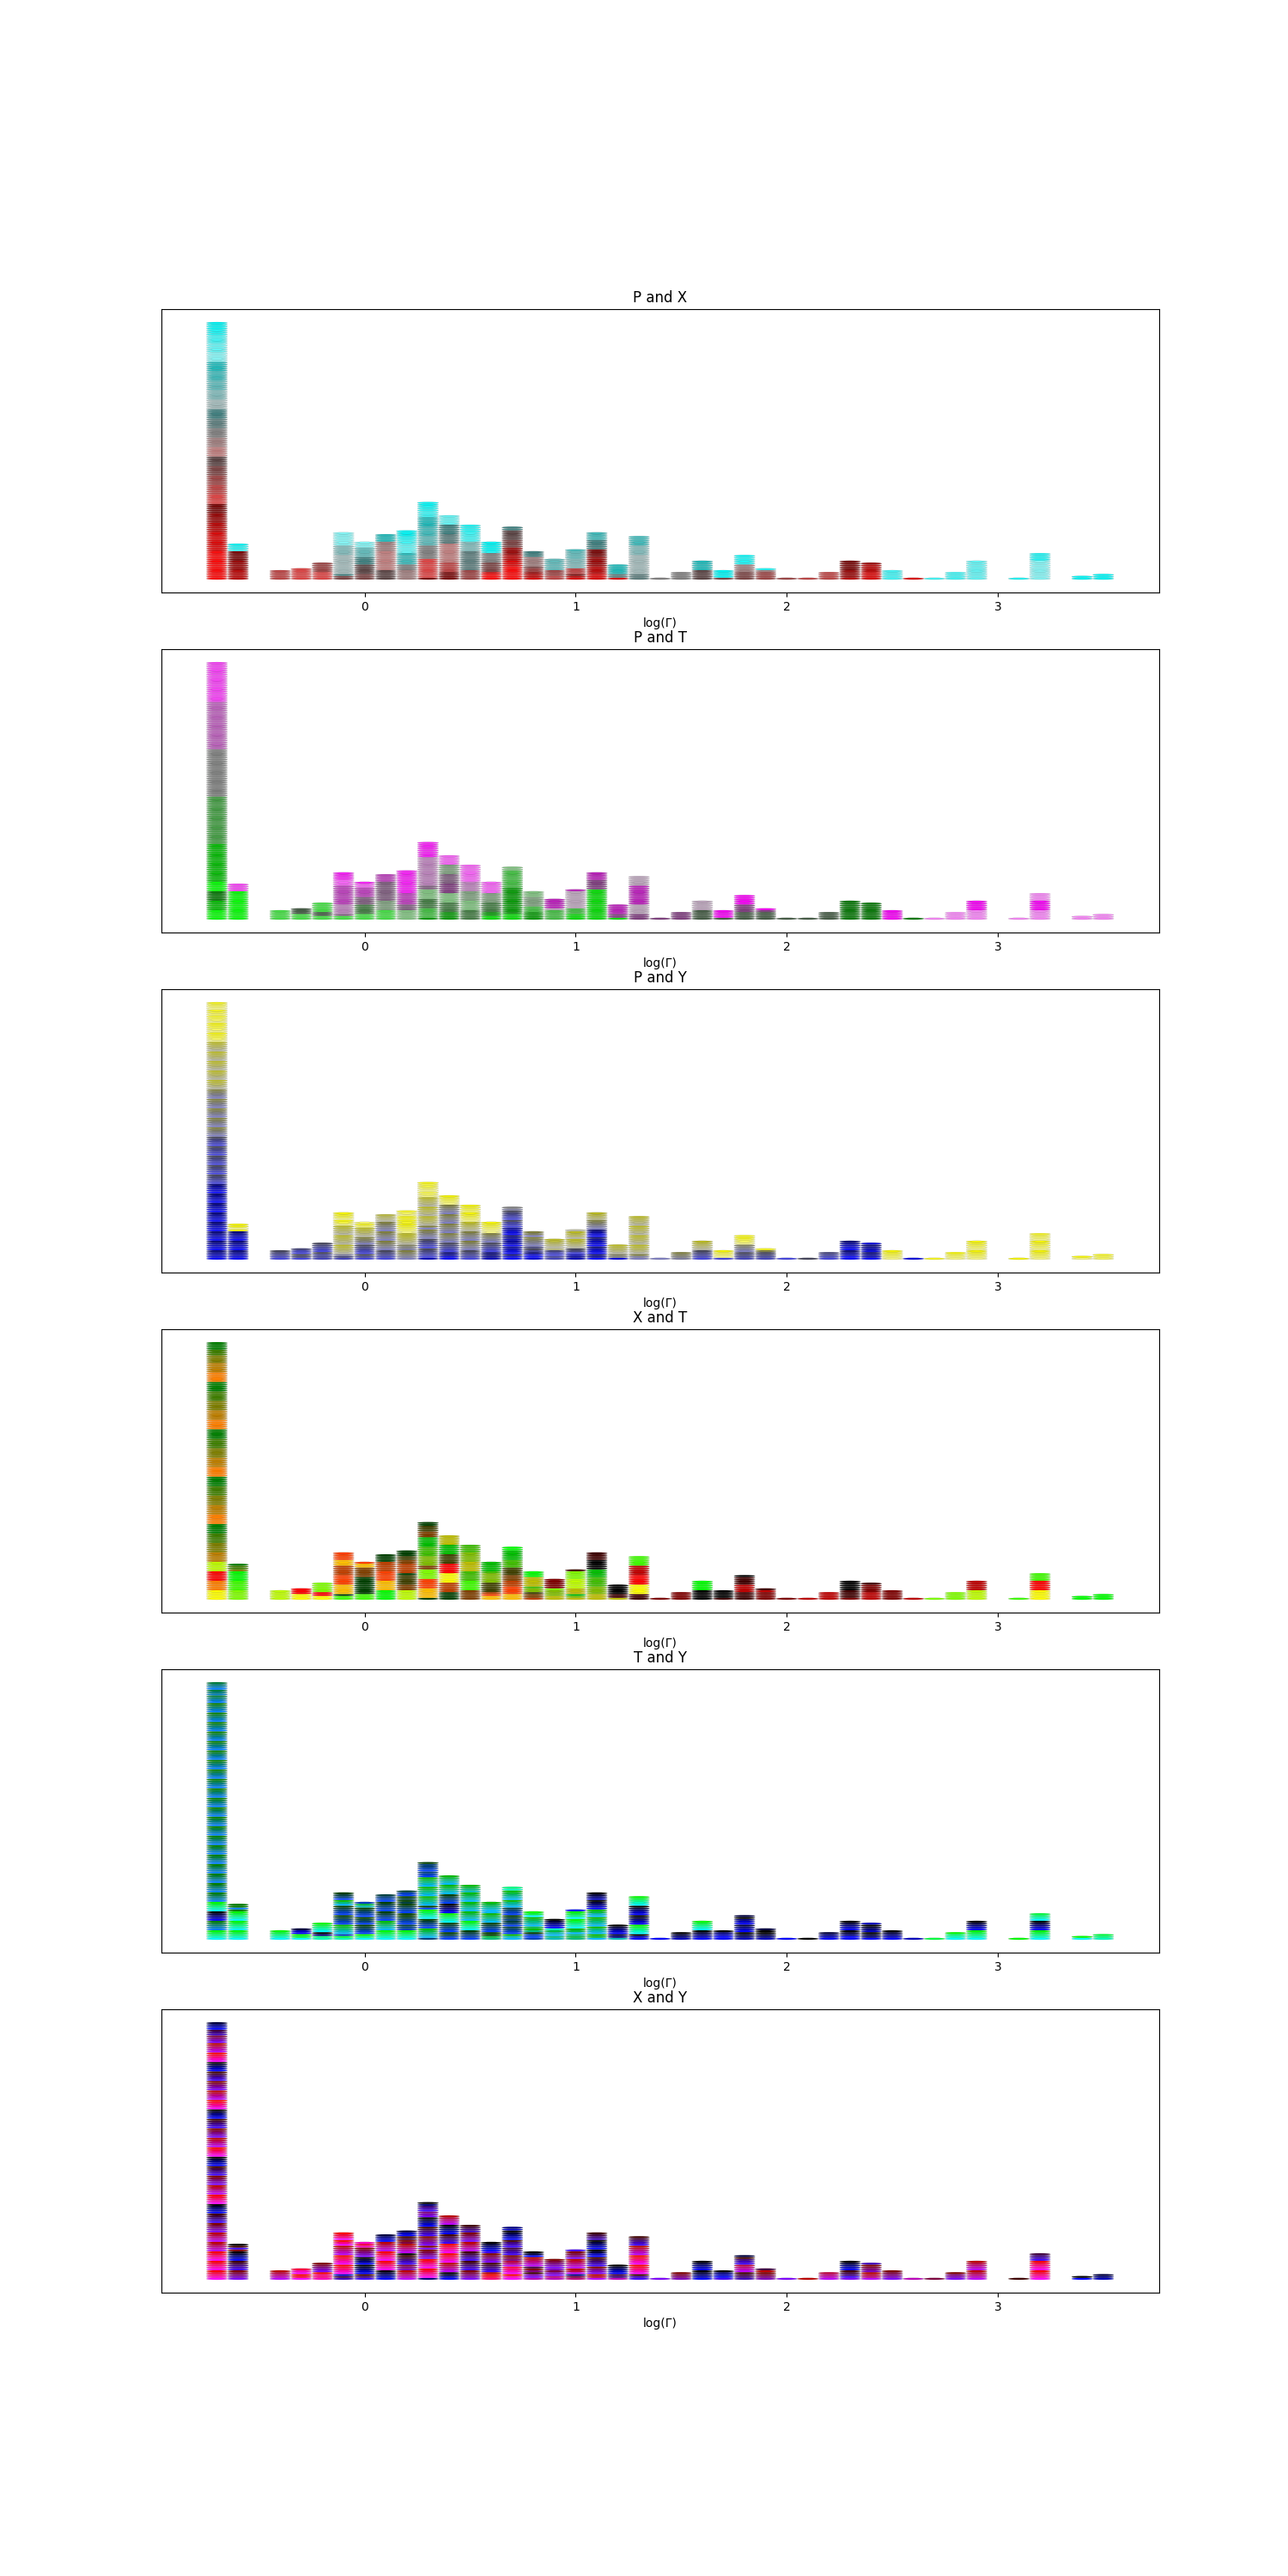 P and X
0 1 2 3
log(Γ)
P and T
0 1 2 3
log(Γ)
P and Y
0 1 2 3
log(Γ)
X and T
0 1 2 3
log(Γ)
T and Y
0 1 2 3
log(Γ)
X and Y
0 1 2 3
log(Γ)